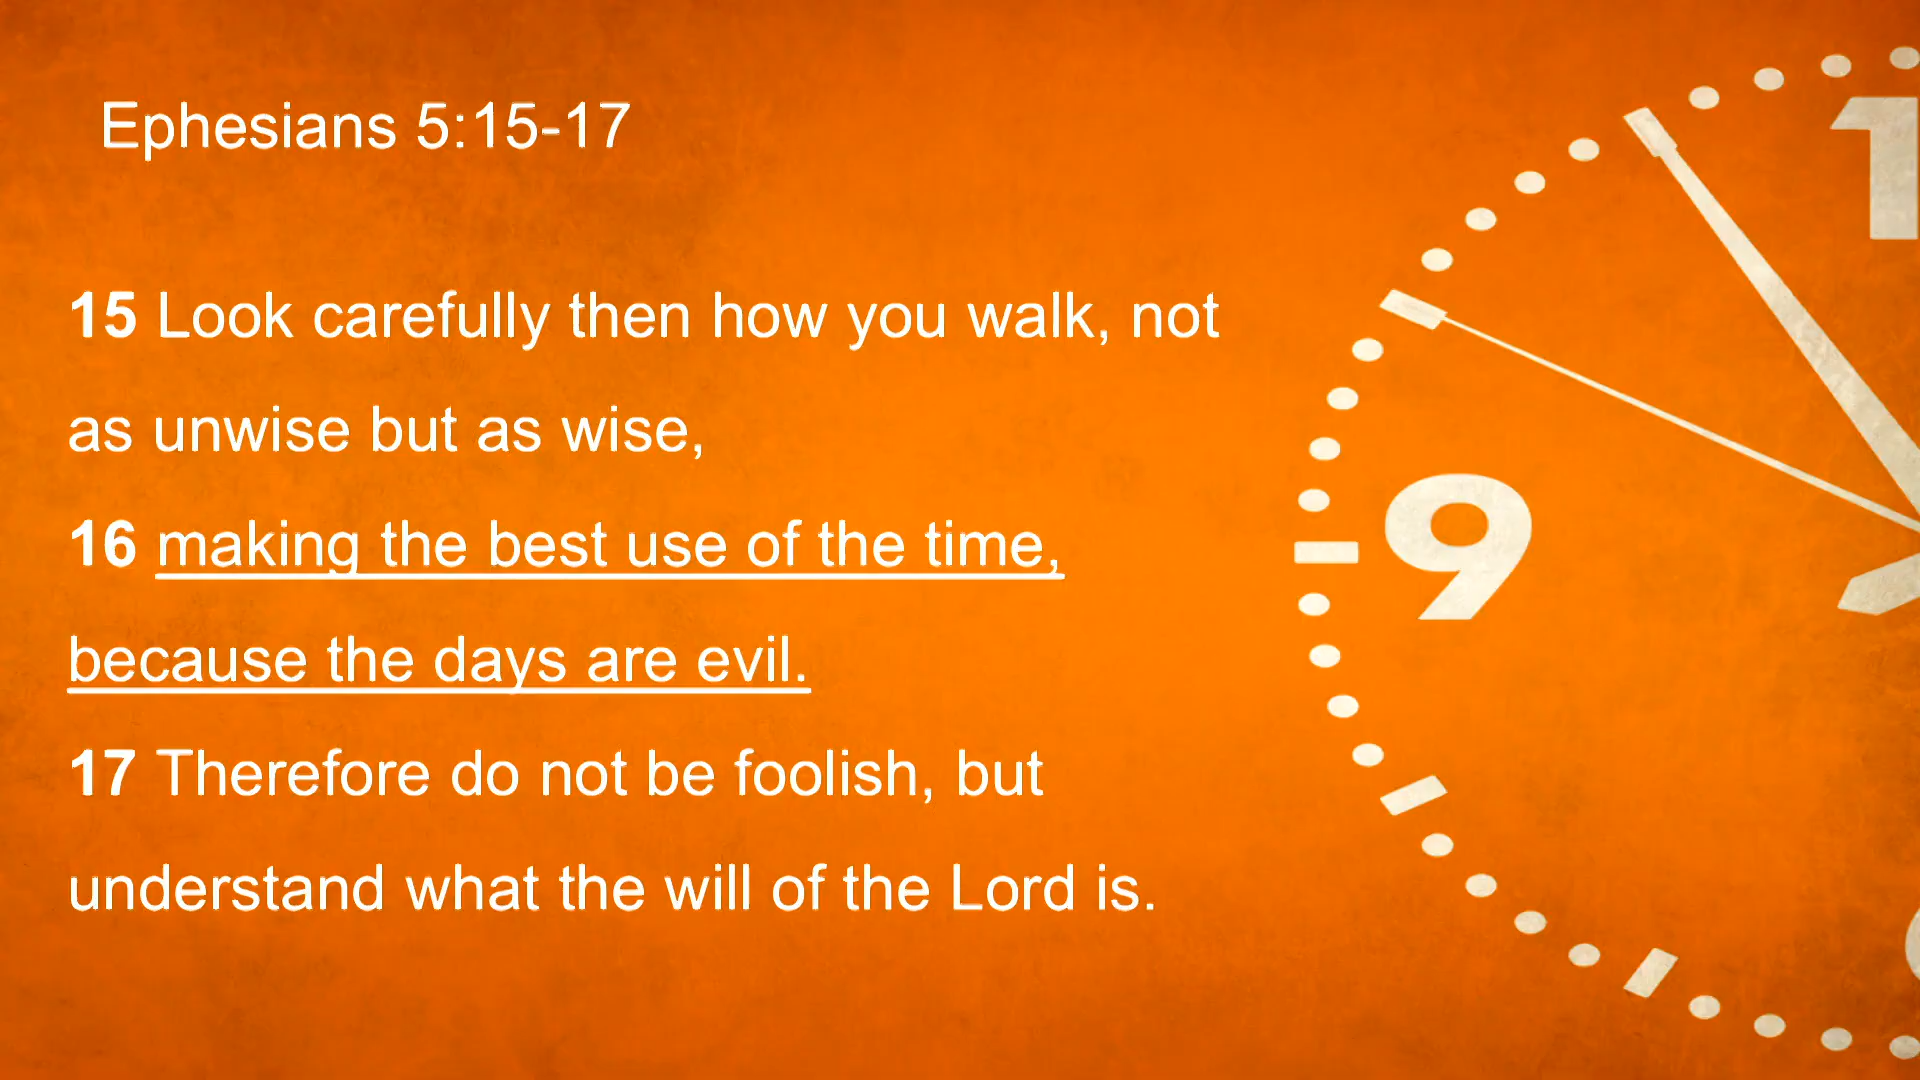 Ephesians 5:15-17
15 Look carefully then how you walk, not
as unwise but as wise,
16 making the best use of the time,
because the days are evil.
17 Therefore do not be foolish, but
understand what the will of the Lord is.
1
9